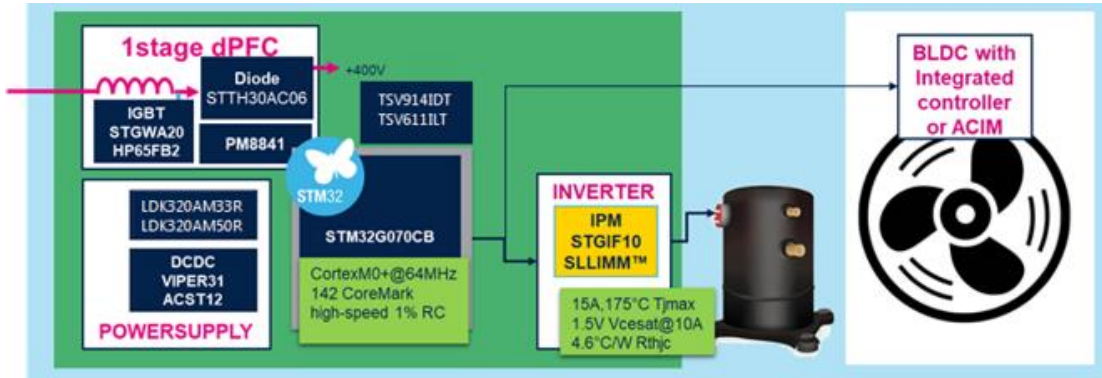 1stage dPFC
Diode
STTH30AC06
IGBT
STGWA20
HP65FB2
PM8841
+400V
TSV914IDT
TSV611ILT
STM32
STM32G070CB
CortexM0+@64MHz
142 CoreMark
high-speed 1% RC
LDK320AM33R
LDK320AM50R
DCDC
VIPER31
ACST12
POWERSUPPLY
INVERTER
IPM
STGIF10
SLLIMM™
15A,175°C Tjmax
1.5V Vcesat@10A
4.6°C/W Rthjc
BLDC with
Integrated
controller
or ACIM